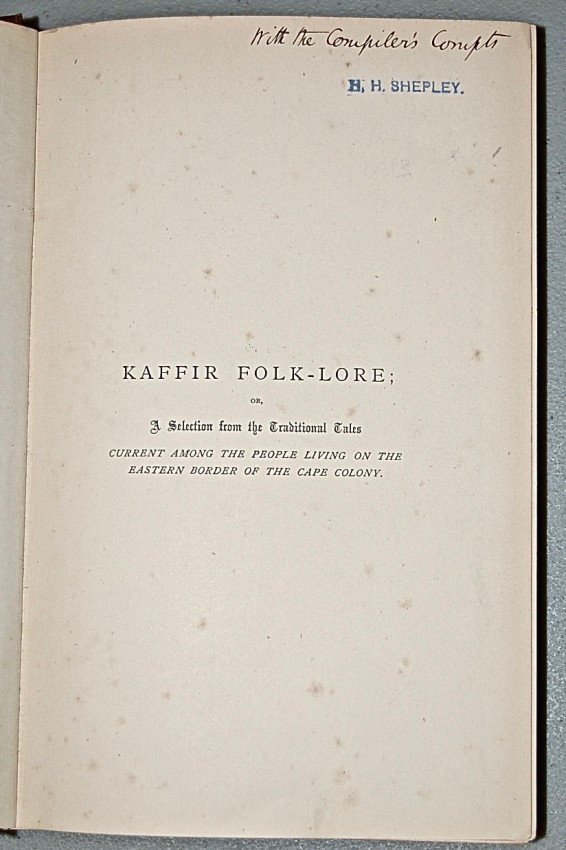 With the Compiler's Compts
H, H. SHEPLEY.
KAFFIR FOLK-LORE;
OR,
A Selection from the Traditional Tales
CURRENT AMONG THE PEOPLE LIVING ON THE
EASTERN BORDER OF THE CAPE COLONY.